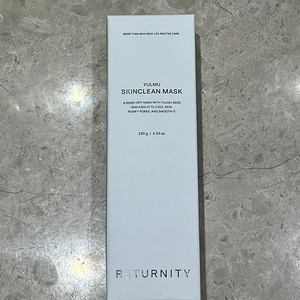 MORE THAN SKIN DEEP, LIFE-ROUTINE CARE
YULMU
SKINCLEAN MASK
A WASH-OFF MASK WITH YULMU SEED
AND KAOLIN TO COOL SKIN,
PURIFY PORES, AND SMOOTH IT
120 g / 4.23 oz.
RETURNITY